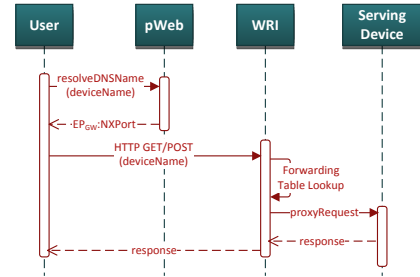 User
pWeb
WRI
Serving
Device
resolveDNSName
(deviceName)
EPGW:NXPort
HTTP GET/POST
(deviceName)
Forwarding
Table Lookup
proxyRequest
response
response